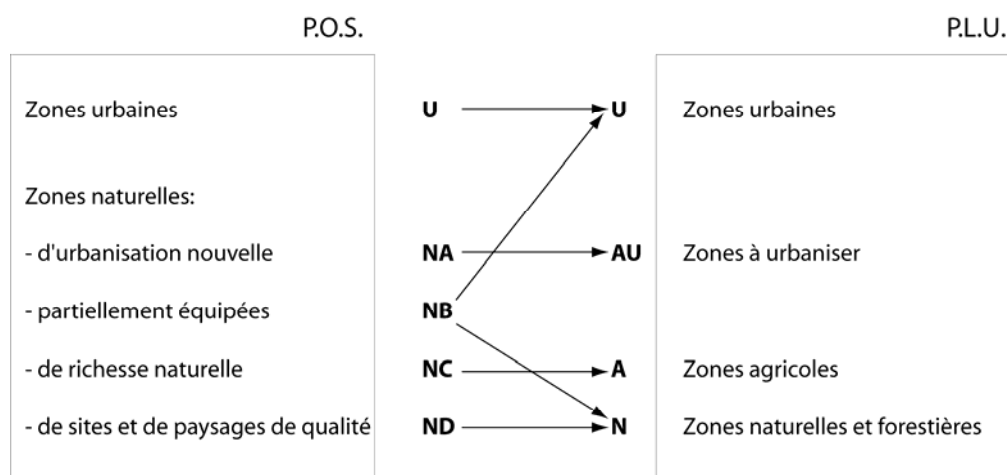 P.O.S. P.L.U.
Zones urbaines U U Zones urbaines
Zones naturelles:
- d'urbanisation nouvelle NA AU Zones à urbaniser
- partiellement équipées NB
- de richesse naturelle NC A Zones agricoles
- de sites et de paysages de qualité ND N Zones naturelles et forestières